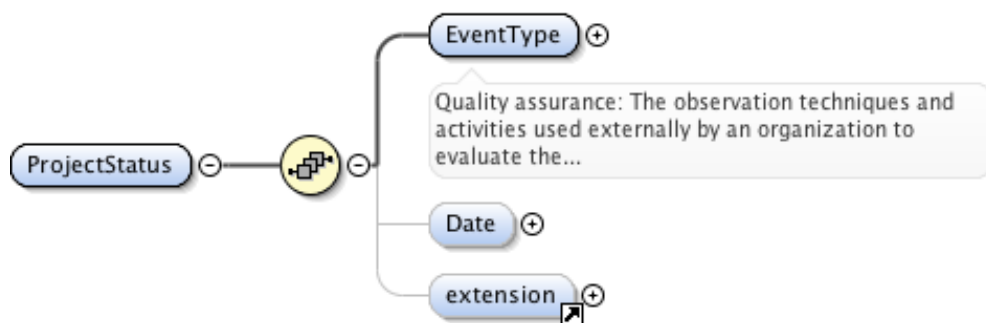 EventType
Quality assurance: The observation techniques and
activities used externally by an organization to
evaluate the...
ProjectStatus
Date
extension